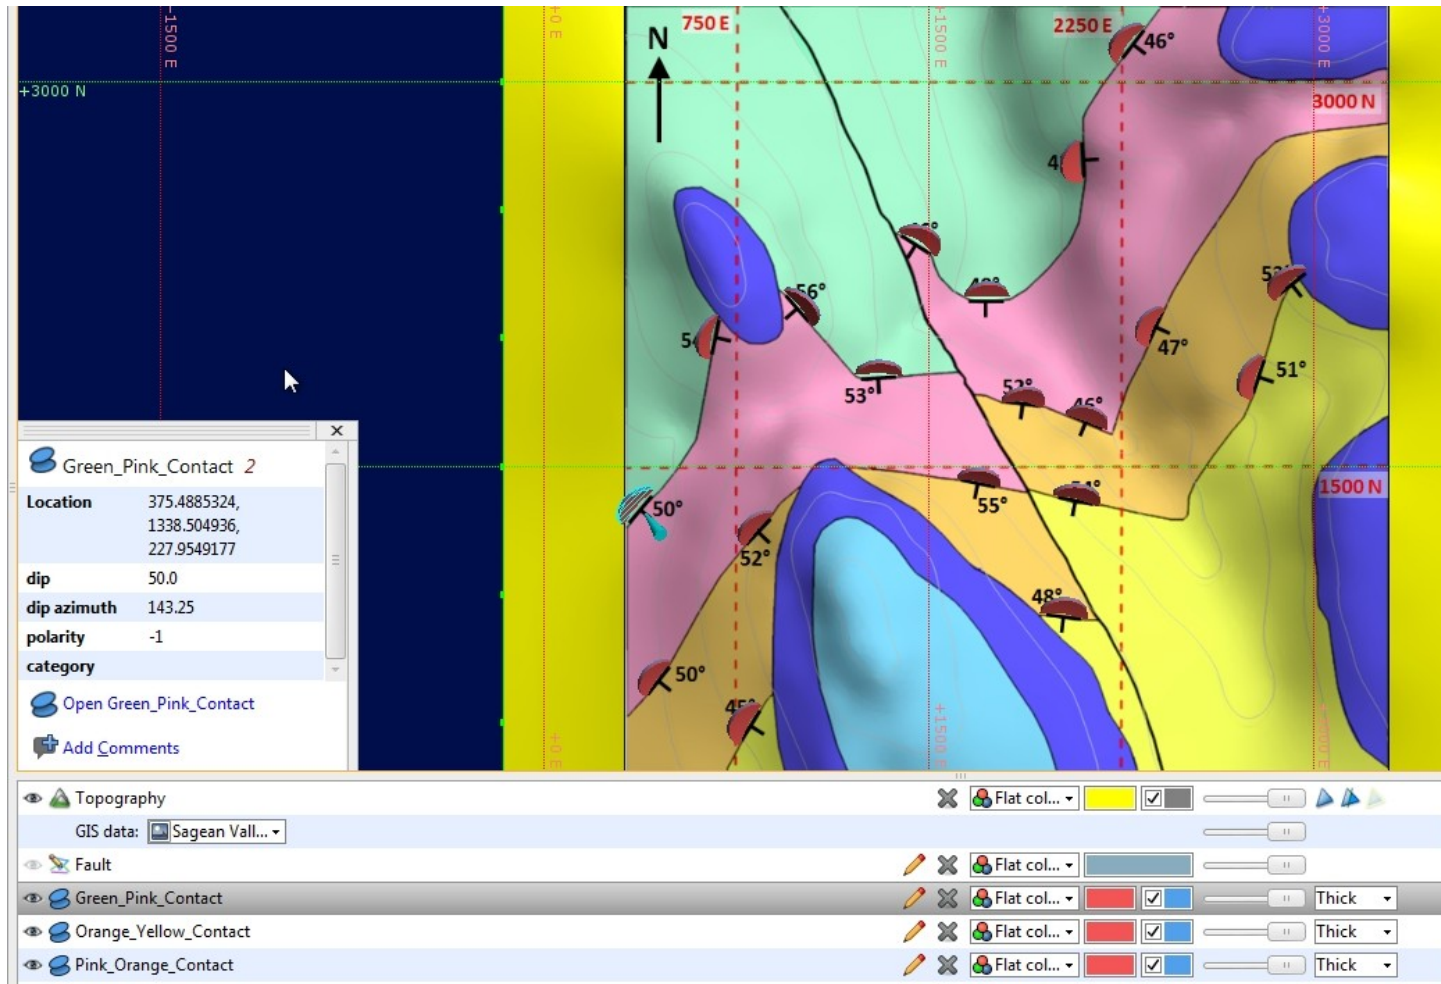 -1500 E
+0 E
750 E
+1500 E
2250 E
+3000 E
N
46°
+3000 N
3000 N
56°
53°
47°
51°
52°
46°
1500 N
50°
55°
52°
48°
50°
+0 E
+1500 E
Green_Pink_Contact 2
Location 375.4885324,
1338.504936,
227.9549177
dip 50.0
dip azimuth 143.25
polarity -1
category
Open Green_Pink_Contact
Add Comments
Topography Flat col...
GIS data: Sagean Vall...
Fault Flat col...
Green_Pink_Contact Flat col... Thick
Orange_Yellow_Contact Flat col... Thick
Pink_Orange_Contact Flat col... Thick